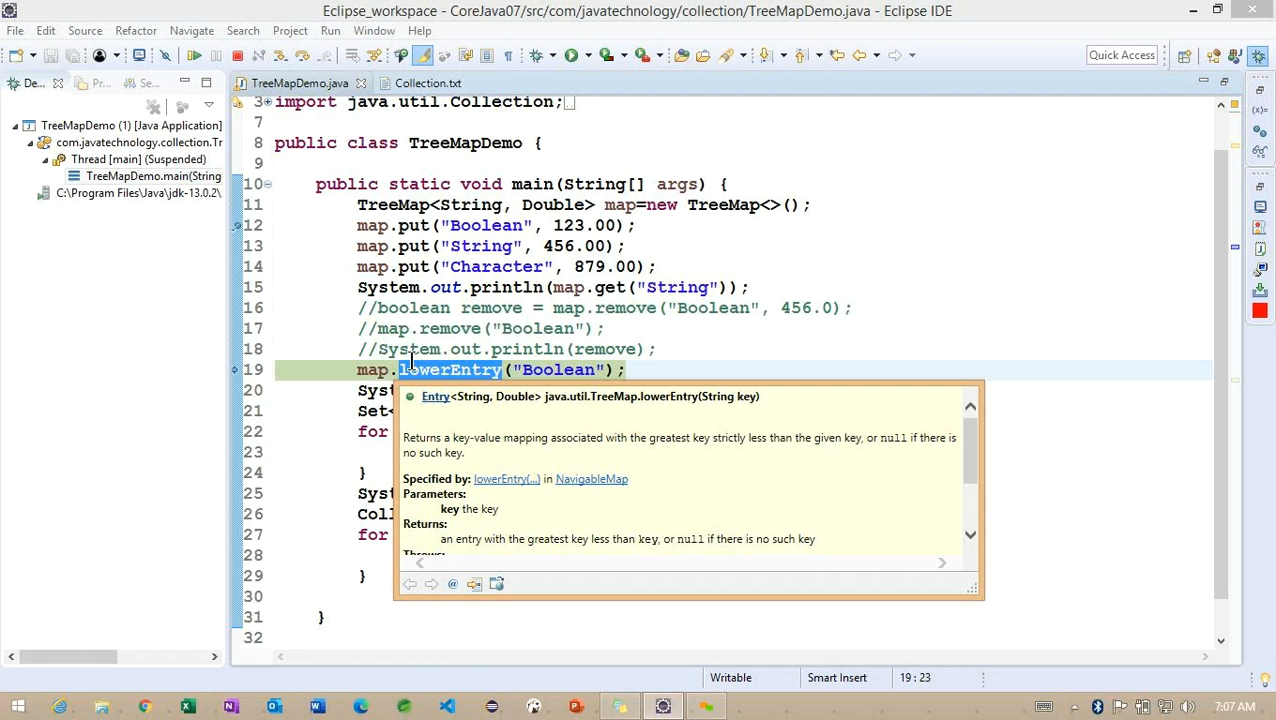 Eclipse_workspace - CoreJava07/src/com/javatechnology/collection/TreeMapDemo.java - Eclipse IDE
File Edit Source Refactor Navigate Search Project Run Window Help
Quick Access
De... Pr... Se...
TreeMapDemo.java Collection.txt
TreeMapDemo (1) [Java Application]
com.javatechnology.collection.Tr
Thread [main] (Suspended)
TreeMapDemo.main(String
C:\Program Files\Java\jdk-13.0.2\
3 import java.util.Collection;
7
8 public class TreeMapDemo {
9
10 public static void main(String[] args) {
11 TreeMap<String, Double> map=new TreeMap<>();
12 map.put("Boolean", 123.00);
13 map.put("String", 456.00);
14 map.put("Character", 879.00);
15 System.out.println(map.get("String"));
16 //boolean remove = map.remove("Boolean", 456.0);
17 //map.remove("Boolean");
18 //System.out.println(remove);
19 map.lowerEntry("Boolean");
20 Syst
21 Set<
22 for
23
24 }
25 Syst
26 Coll
27 for
28
29 }
30
31 }
32
Entry<String, Double> java.util.TreeMap.lowerEntry(String key)
Returns a key-value mapping associated with the greatest key strictly less than the given key, or null if there is
no such key.
Specified by: lowerEntry(...) in NavigableMap
Parameters:
key the key
Returns:
an entry with the greatest key less than key, or null if there is no such key
Throws:
Writable Smart Insert 19 : 23
7:07 AM